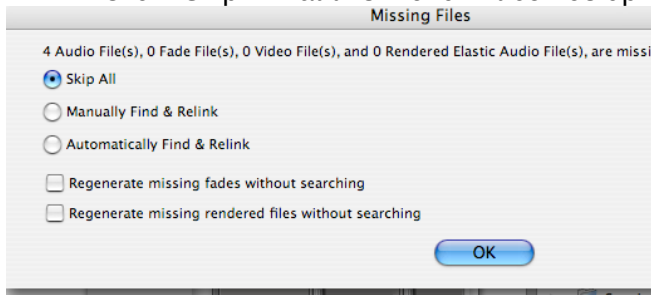 Missing Files
4 Audio File(s), 0 Fade File(s), 0 Video File(s), and 0 Rendered Elastic Audio File(s), are missi
Skip All
Manually Find & Relink
Automatically Find & Relink
Regenerate missing fades without searching
Regenerate missing rendered files without searching
OK